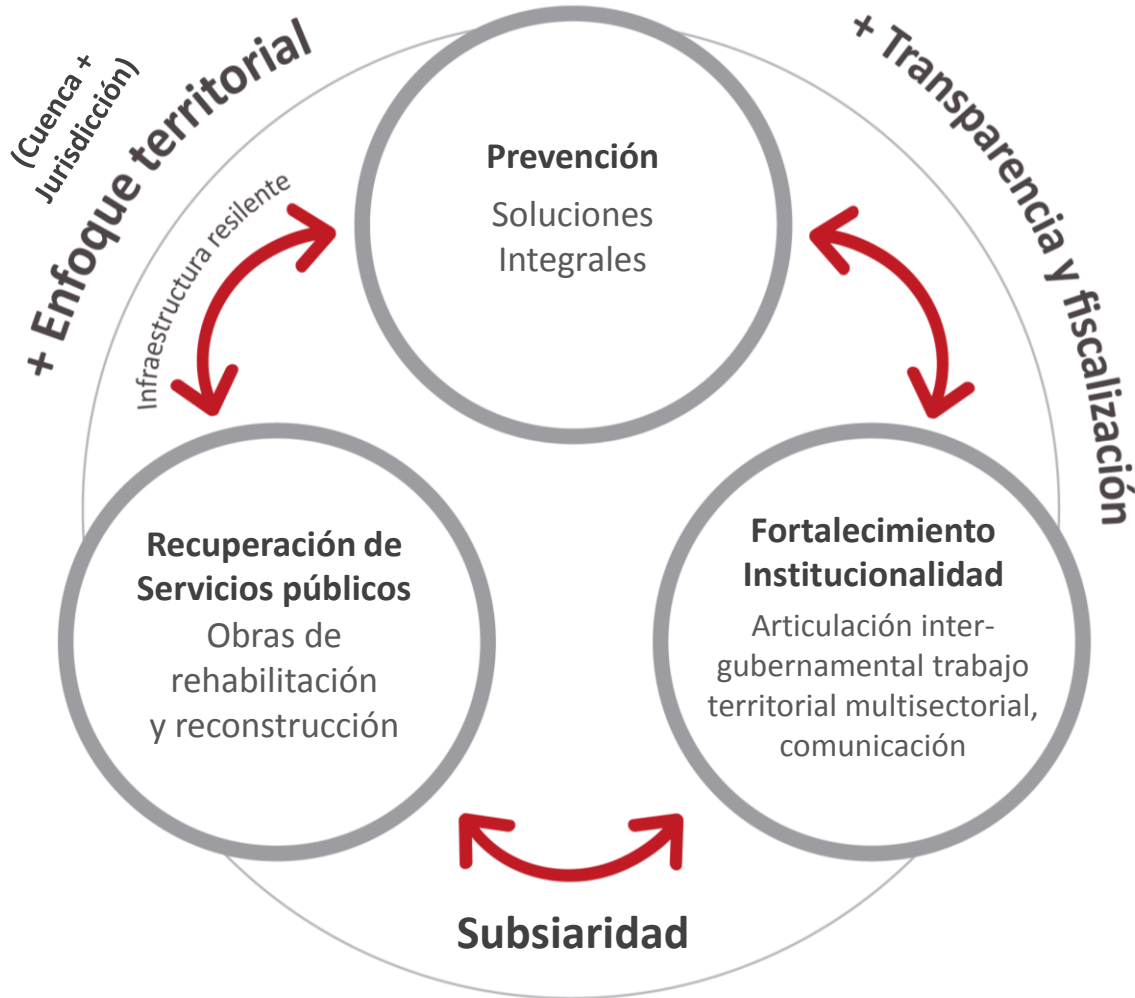 (Cuenca +
Jurisdicción)
+ Enfoque territorial
Infraestructura resilente
+ Transparencia y fiscalización
Prevención
Soluciones
Integrales
Recuperación de
Servicios públicos
Obras de
rehabilitación
y reconstrucción
Fortalecimiento
Institucionalidad
Articulación inter-
gubernamental trabajo
territorial multisectorial,
comunicación
Subsiaridad